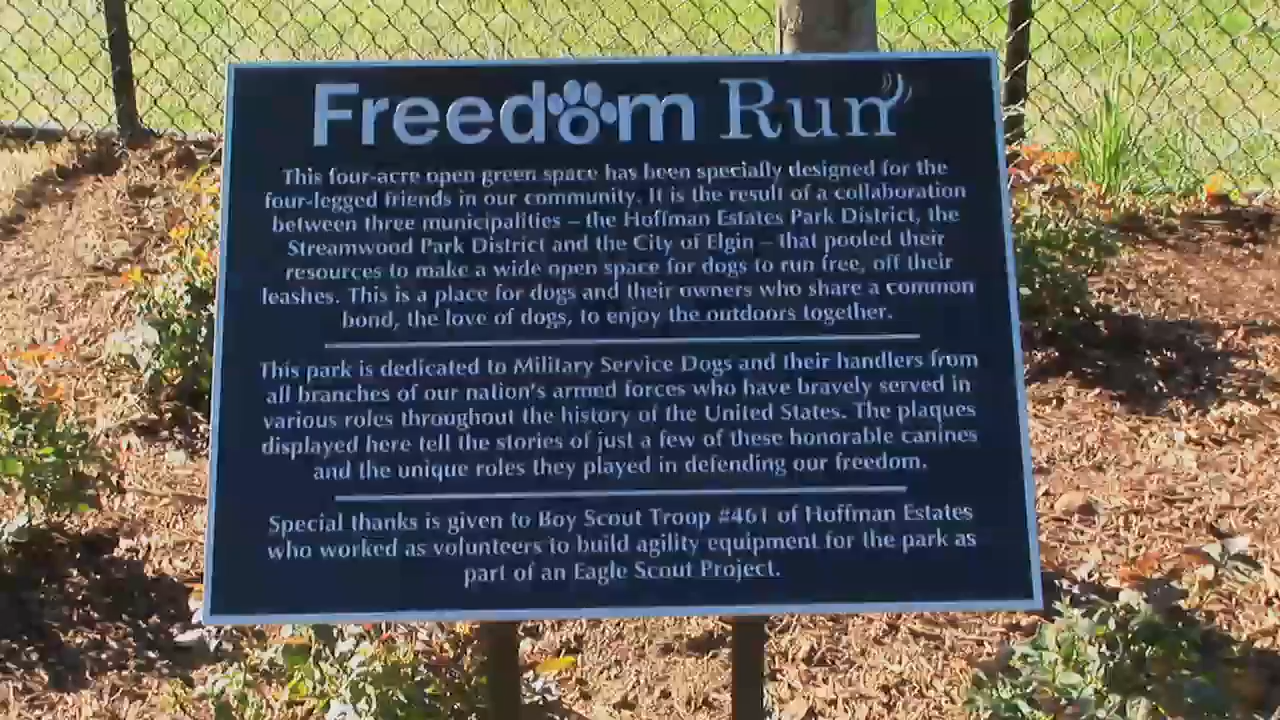 Freedom Run
This four-acre open green space has been specially designed for the
four-legged friends in our community. It is the result of a collaboration
between three municipalities – the Hoffman Estates Park District, the
Streamwood Park District and the City of Elgin – that pooled their
resources to make a wide open space for dogs to run free, off their
leashes. This is a place for dogs and their owners who share a common
bond, the love of dogs, to enjoy the outdoors together.
This park is dedicated to Military Service Dogs and their handlers from
all branches of our nation's armed forces who have bravely served in
various roles throughout the history of the United States. The plaques
displayed here tell the stories of just a few of these honorable canines
and the unique roles they played in defending our freedom.
Special thanks is given to Boy Scout Troop #461 of Hoffman Estates
who worked as volunteers to build agility equipment for the park as
part of an Eagle Scout Project.